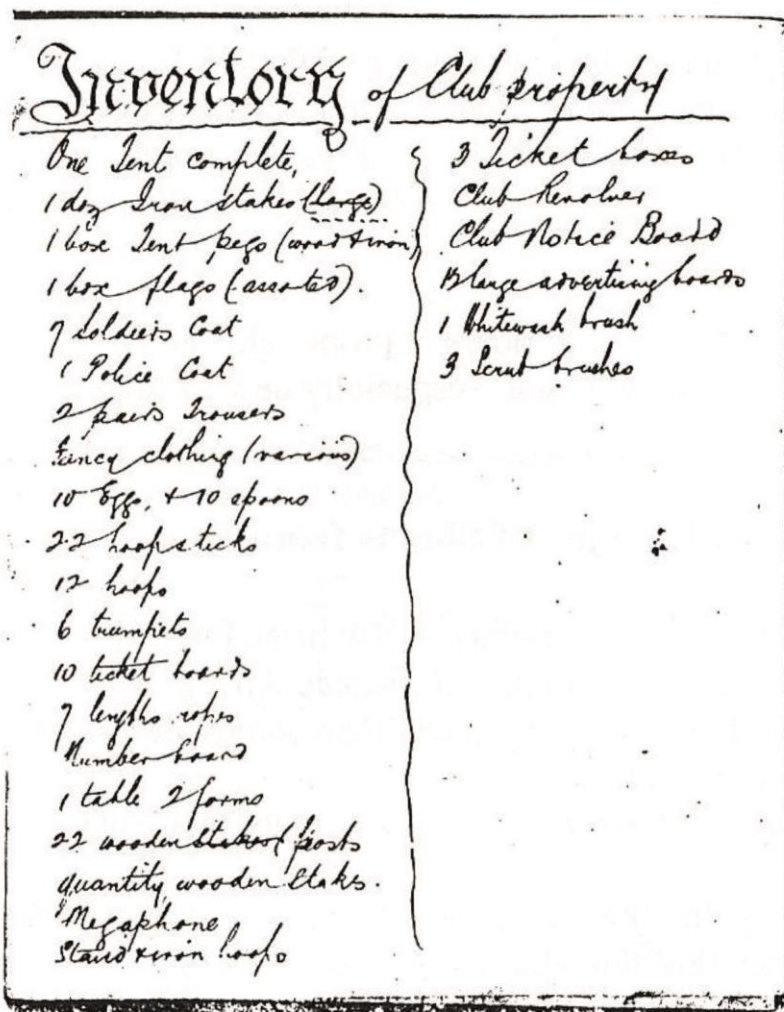 Inventory of Club property
One Tent complete,
1 doz Iron stakes (large)
1 box Tent pegs (wood & iron)
1 box flags (assorted).
7 Soldiers Coat
1 Police Coat
2 pairs Trousers
Fancy clothing (various)
10 Eggs, & 10 spoons
22 hoopsticks
12 hoops
6 trumpets
10 ticket boards
7 lengths ropes
Number board
1 table 2 forms
22 wooden posts
quantity wooden stakes.
Megaphone
Stand & iron hoops
3 Ticket boxes
Club Revolver
Club Notice Board
large advertising boards
1 Whitewash brush
3 Scrub brushes